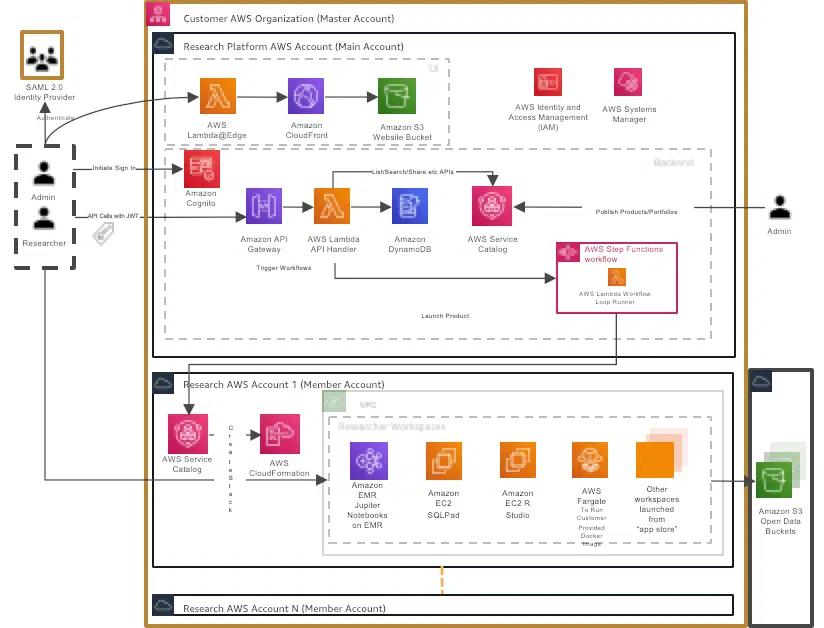 Customer AWS Organization (Master Account)
Research Platform AWS Account (Main Account)
UI
SAML 2.0
Identity Provider
Authenticate
AWS
Lambda@Edge
Amazon
CloudFront
Amazon S3
Website Bucket
AWS Identity and
Access Management
(IAM)
AWS Systems
Manager
Backend
Admin
Researcher
Initiate Sign In
API Calls with JWT
Amazon
Cognito
List/Search/Share etc APIs
Amazon API
Gateway
AWS Lambda
API Handler
Amazon
DynamoDB
AWS Service
Catalog
Publish Products/Portfolios
Admin
Trigger Workflows
AWS Step Functions
workflow
AWS Lambda Workflow
Loop Runner
Launch Product
Research AWS Account 1 (Member Account)
VPC
Researcher Workspaces
AWS Service
Catalog
Create Stack
AWS
CloudFormation
Amazon
EMR
Jupiter
Notebooks
on EMR
Amazon
EC2
SQLPad
Amazon
EC2 R
Studio
AWS
Fargate
To Run
Customer
Provided
Docker
Image
Other
workspaces
launched
from
“app store”
Amazon S3
Open Data
Buckets
Research AWS Account N (Member Account)